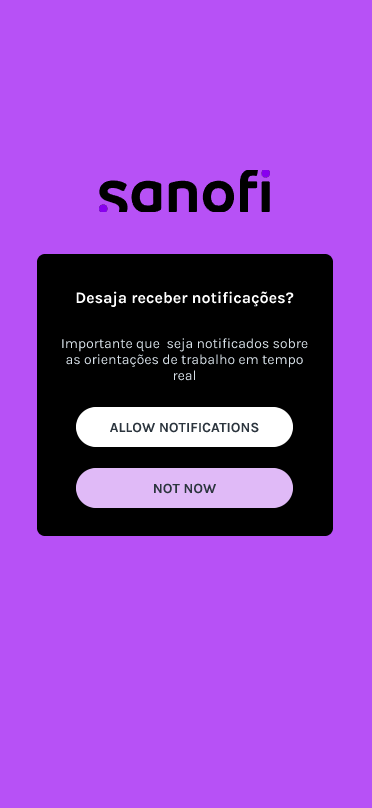 sanofi
Desaja receber notificações?
Importante que  seja notificados sobre
as orientações de trabalho em tempo
real
ALLOW NOTIFICATIONS
NOT NOW